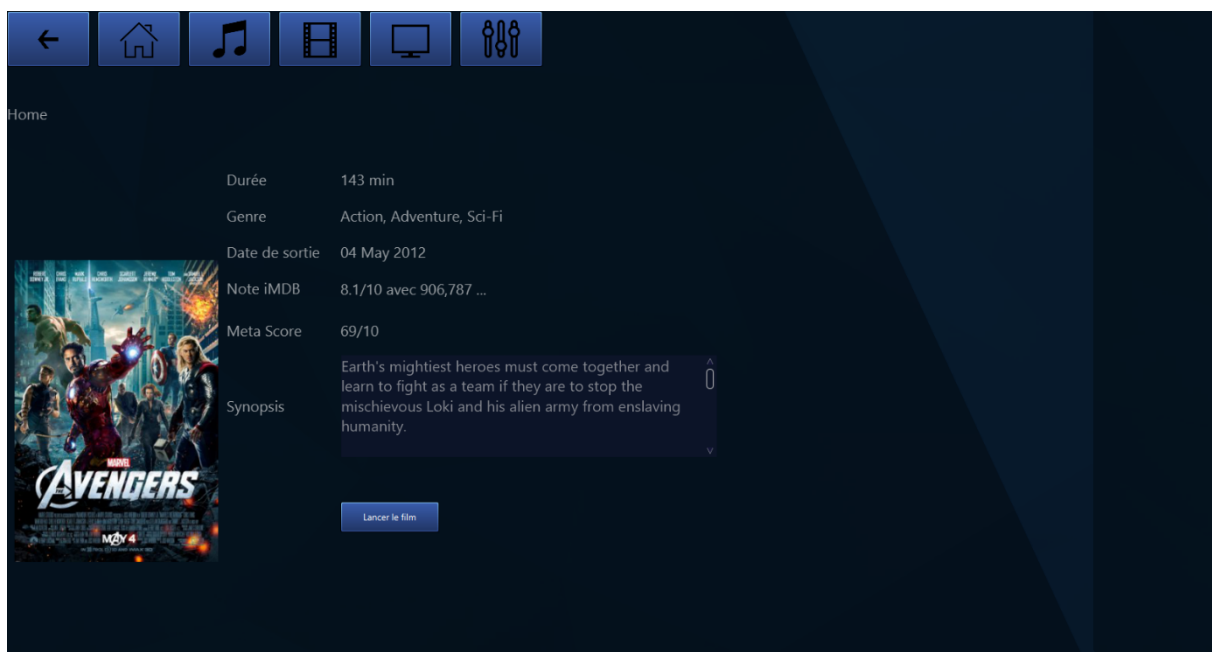 Home
Durée 143 min
Genre Action, Adventure, Sci-Fi
Date de sortie 04 May 2012
Note iMDB 8.1/10 avec 906,787 ...
Meta Score 69/10
Synopsis
Earth's mightiest heroes must come together and
learn to fight as a team if they are to stop the
mischievous Loki and his alien army from enslaving
humanity.
MARVEL
AVENGERS
MAY 4
Lancer le film